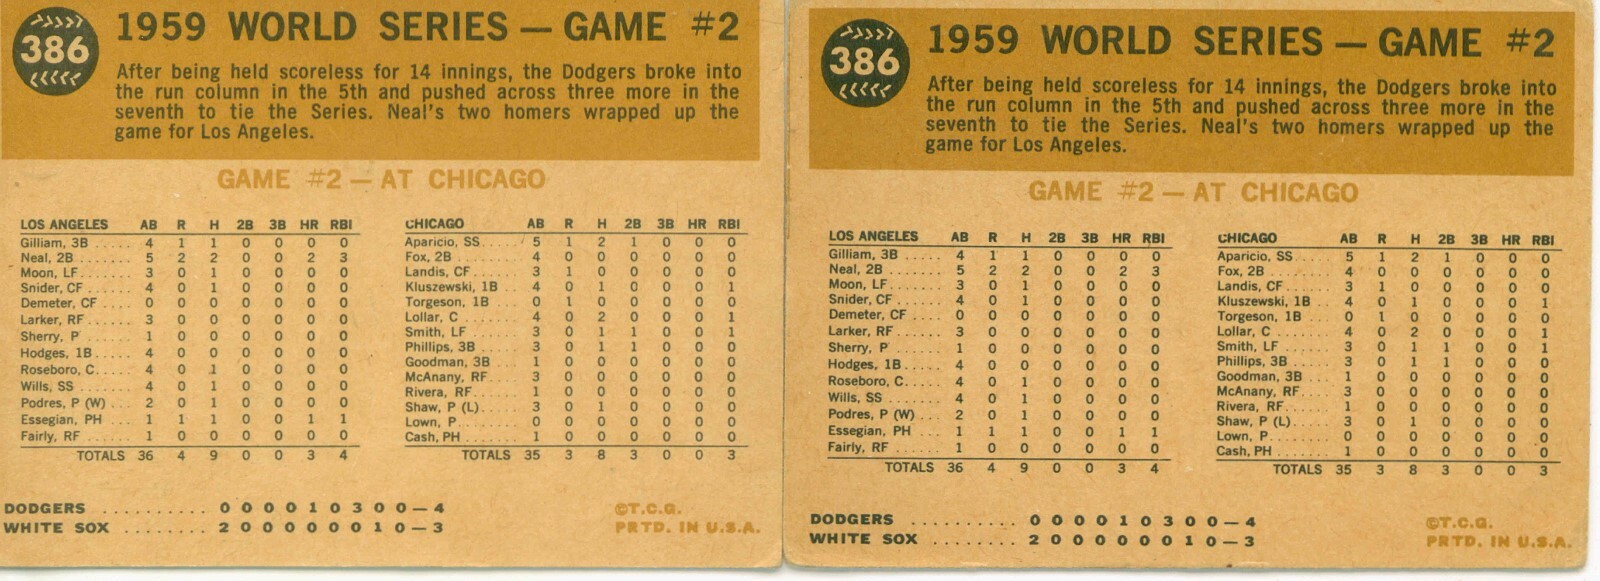 386
1959 WORLD SERIES — GAME #2
After being held scoreless for 14 innings, the Dodgers broke into
the run column in the 5th and pushed across three more in the
seventh to tie the Series. Neal's two homers wrapped up the
game for Los Angeles.
GAME #2 — AT CHICAGO
LOS ANGELES AB R H 2B 3B HR RBI
Gilliam, 3B ..... 4 1 1 0 0 0 0
Neal, 2B ........ 5 2 2 0 0 2 3
Moon, LF ....... 3 0 1 0 0 0 0
Snider, CF ...... 4 0 1 0 0 0 0
Demeter, CF .... 0 0 0 0 0 0 0
Larker, RF ...... 3 0 0 0 0 0 0
Sherry, P ....... 1 0 0 0 0 0 0
Hodges, 1B ..... 4 0 0 0 0 0 0
Roseboro, C. .... 4 0 1 0 0 0 0
Wills, SS ....... 4 0 1 0 0 0 0
Podres, P (W) ... 2 0 1 0 0 0 0
Essegian, PH ... 1 1 1 0 0 1 1
Fairly, RF ...... 1 0 0 0 0 0 0
TOTALS 36 4 9 0 0 3 4
CHICAGO AB R H 2B 3B HR RBI
Aparicio, SS..... 5 1 2 1 0 0 0
Fox, 2B ........ 4 0 0 0 0 0 0
Landis, CF ...... 3 1 0 0 0 0 0
Kluszewski, 1B .. 4 0 1 0 0 0 1
Torgeson, 1B ... 0 1 0 0 0 0 0
Lollar, C ....... 4 0 2 0 0 0 1
Smith, LF ....... 3 0 1 1 0 0 1
Phillips, 3B ..... 3 0 1 1 0 0 0
Goodman, 3B ... 1 0 0 0 0 0 0
McAnany, RF .... 3 0 0 0 0 0 0
Rivera, RF ...... 1 0 0 0 0 0 0
Shaw, P (L) ..... 3 0 1 0 0 0 0
Lown, P ........ 0 0 0 0 0 0 0
Cash, PH ....... 1 0 0 0 0 0 0
TOTALS 35 3 8 3 0 0 3
DODGERS .......... 0 0 0 0 1 0 3 0 0 — 4
WHITE SOX ........ 2 0 0 0 0 0 0 1 0 — 3
©T.C.G.
PRTD. IN U.S.A.
386
1959 WORLD SERIES — GAME #2
After being held scoreless for 14 innings, the Dodgers broke into
the run column in the 5th and pushed across three more in the
seventh to tie the Series. Neal's two homers wrapped up the
game for Los Angeles.
GAME #2 — AT CHICAGO
LOS ANGELES AB R H 2B 3B HR RBI
Gilliam, 3B ..... 4 1 1 0 0 0 0
Neal, 2B ........ 5 2 2 0 0 2 3
Moon, LF ....... 3 0 1 0 0 0 0
Snider, CF ...... 4 0 1 0 0 0 0
Demeter, CF .... 0 0 0 0 0 0 0
Larker, RF ...... 3 0 0 0 0 0 0
Sherry, P ....... 1 0 0 0 0 0 0
Hodges, 1B ..... 4 0 0 0 0 0 0
Roseboro, C. .... 4 0 1 0 0 0 0
Wills, SS ....... 4 0 1 0 0 0 0
Podres, P (W) ... 2 0 1 0 0 0 0
Essegian, PH ... 1 1 1 0 0 1 1
Fairly, RF ...... 1 0 0 0 0 0 0
TOTALS 36 4 9 0 0 3 4
CHICAGO AB R H 2B 3B HR RBI
Aparicio, SS..... 5 1 2 1 0 0 0
Fox, 2B ........ 4 0 0 0 0 0 0
Landis, CF ...... 3 1 0 0 0 0 0
Kluszewski, 1B .. 4 0 1 0 0 0 1
Torgeson, 1B ... 0 1 0 0 0 0 0
Lollar, C ....... 4 0 2 0 0 0 1
Smith, LF ....... 3 0 1 1 0 0 1
Phillips, 3B ..... 3 0 1 1 0 0 0
Goodman, 3B ... 1 0 0 0 0 0 0
McAnany, RF .... 3 0 0 0 0 0 0
Rivera, RF ...... 1 0 0 0 0 0 0
Shaw, P (L) ..... 3 0 1 0 0 0 0
Lown, P ........ 0 0 0 0 0 0 0
Cash, PH ....... 1 0 0 0 0 0 0
TOTALS 35 3 8 3 0 0 3
DODGERS .......... 0 0 0 0 1 0 3 0 0 — 4
WHITE SOX ........ 2 0 0 0 0 0 0 1 0 — 3
©T.C.G.
PRTD. IN U.S.A.